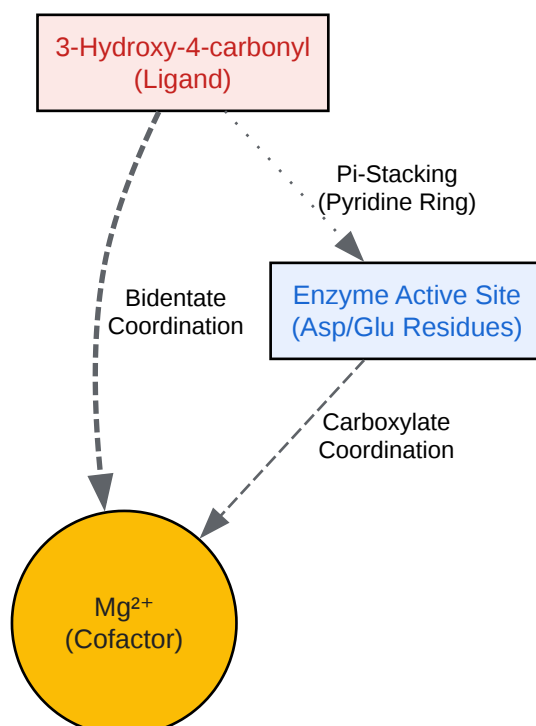 3-Hydroxy-4-carbonyl
(Ligand)
Pi-Stacking
(Pyridine Ring)
Enzyme Active Site
(Asp/Glu Residues)
Bidentate
Coordination
Carboxylate
Coordination
Mg²⁺
(Cofactor)